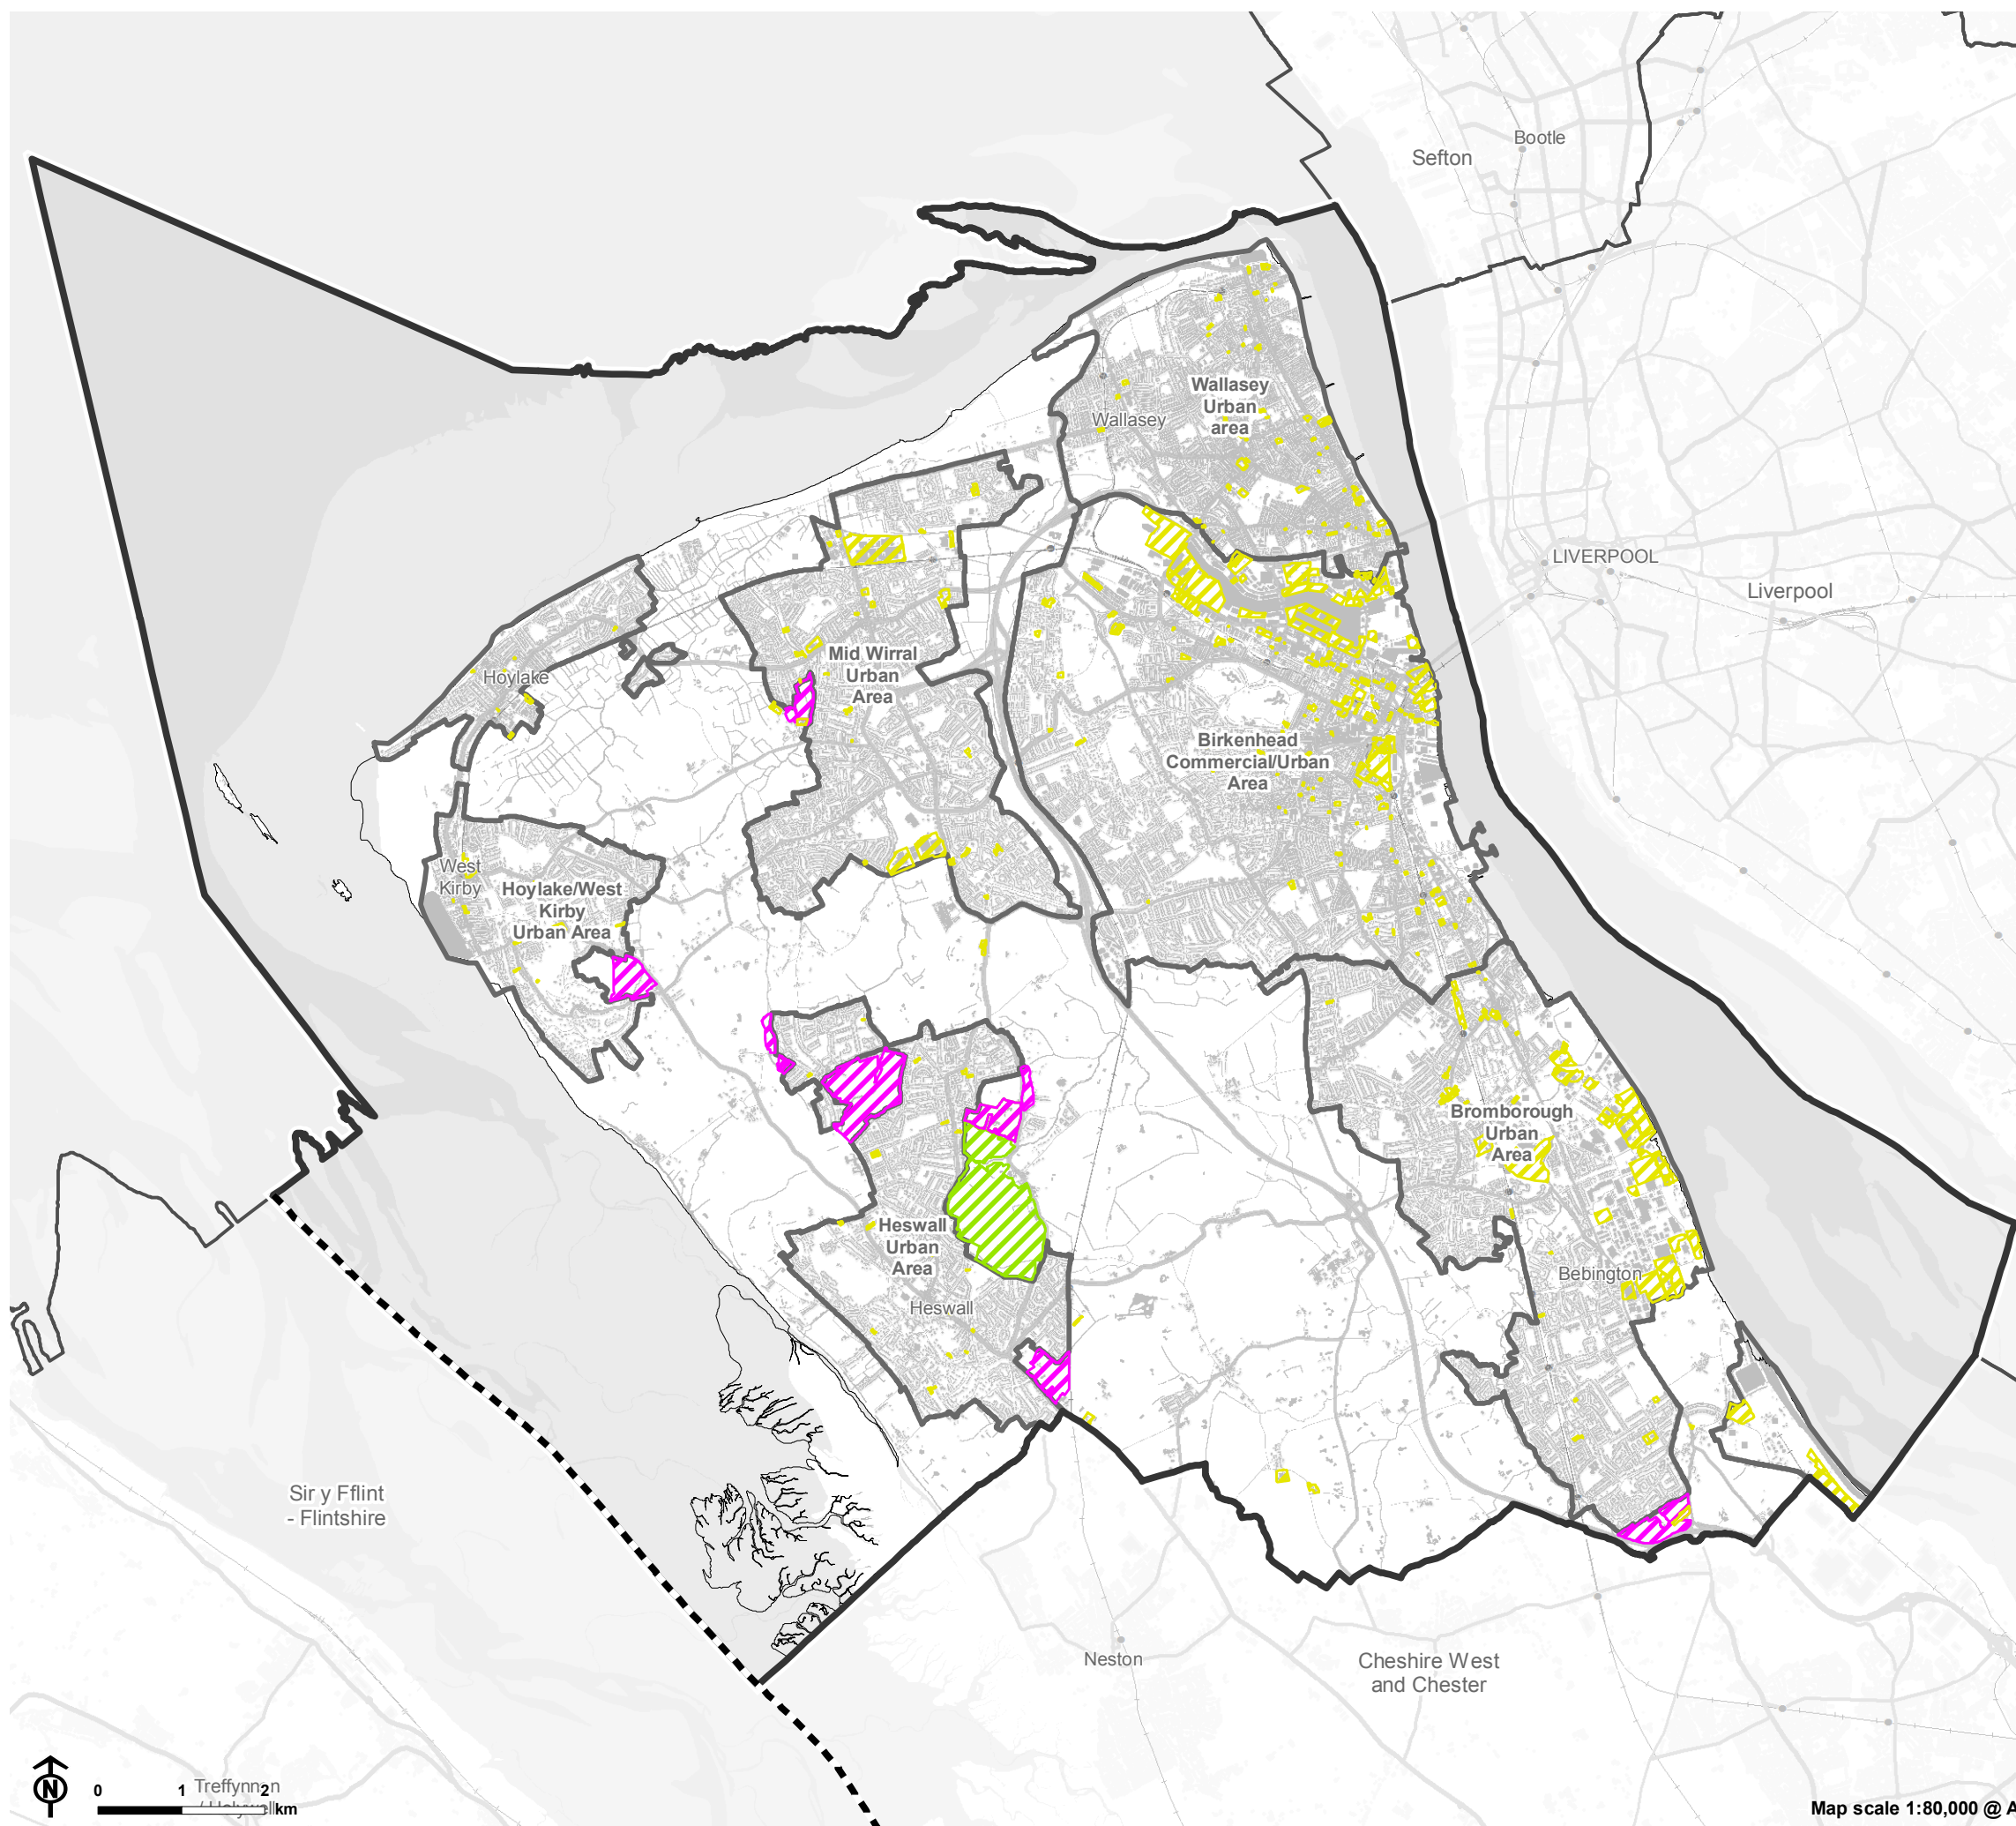 Bootle
Sefton
Wallasey
Urban
area
Wallasey
LIVERPOOL
Liverpool
Mid Wirral
Urban
Area
Hoylake
Birkenhead
Commercial/Urban
Area
West
Kirby
Hoylake/West
Kirby
Urban Area
Bromborough
Urban
Area
Heswall
Urban
Area
Bebington
Heswall
Sir y Fflint
- Flintshire
Neston
Cheshire West
and Chester
N
0 1 2 km
Treffynnon
/ Holywell
Map scale 1:80,000 @ A